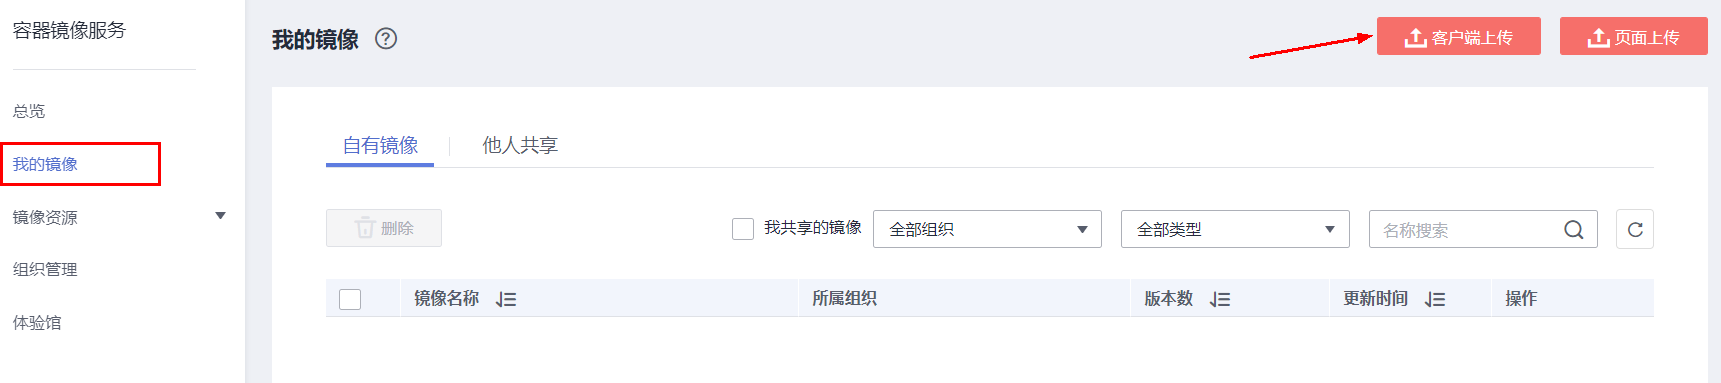 容器镜像服务
总览
我的镜像
镜像资源
组织管理
体验馆
我的镜像 ?
客户端上传
页面上传
自有镜像
他人共享
删除
我共享的镜像
全部组织
全部类型
名称搜索
镜像名称
所属组织
版本数
更新时间
操作